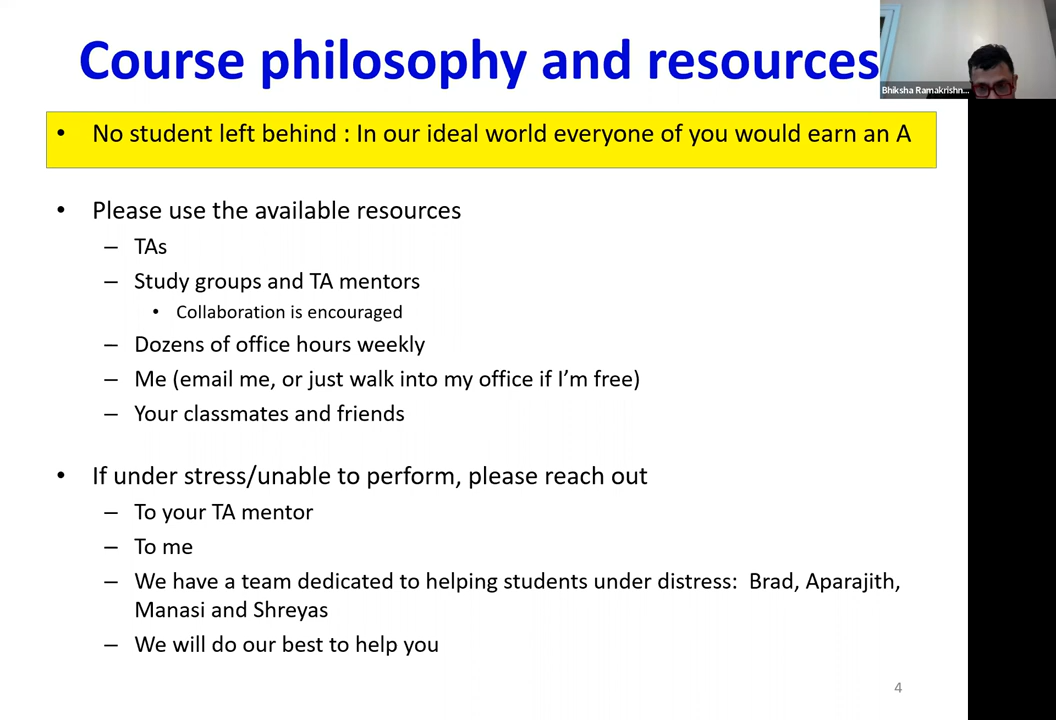 Course philosophy and resources
Bhiksha Ramakrishn...
• No student left behind : In our ideal world everyone of you would earn an A
• Please use the available resources
– TAs
– Study groups and TA mentors
• Collaboration is encouraged
– Dozens of office hours weekly
– Me (email me, or just walk into my office if I'm free)
– Your classmates and friends
• If under stress/unable to perform, please reach out
– To your TA mentor
– To me
– We have a team dedicated to helping students under distress: Brad, Aparajith,
Manasi and Shreyas
– We will do our best to help you
4